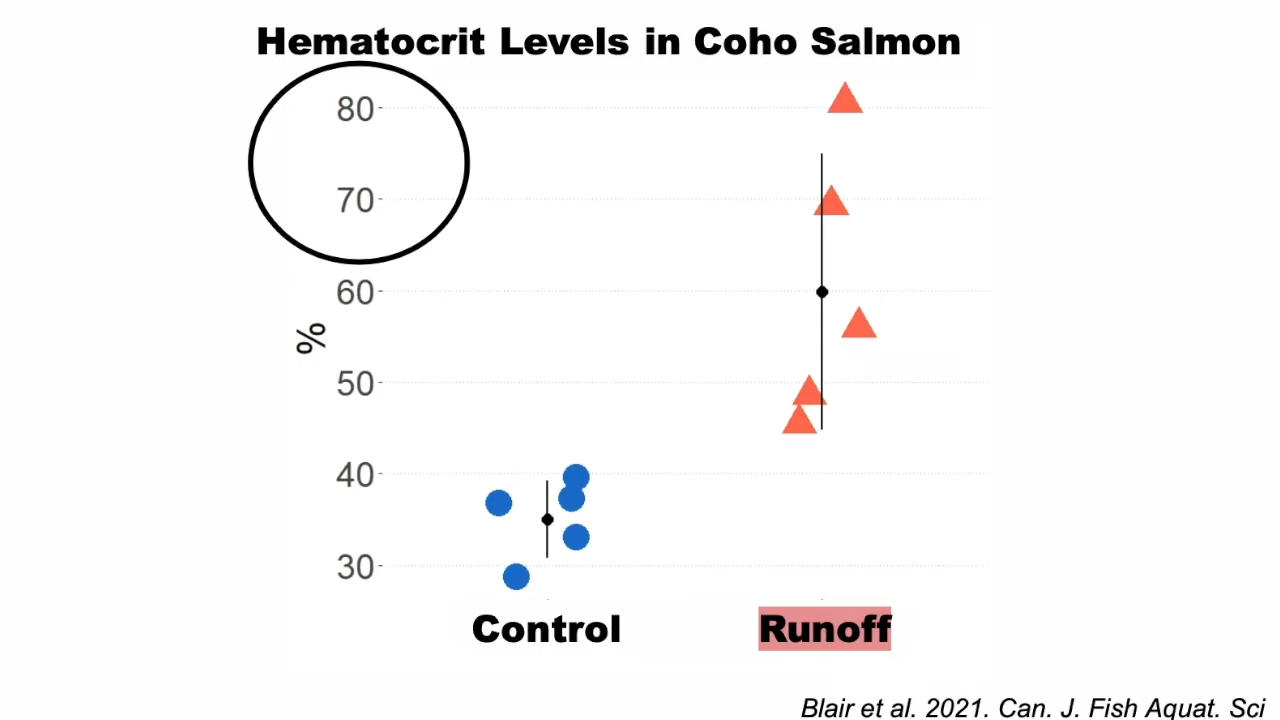 Hematocrit Levels in Coho Salmon
80
70
60
%
50
40
30
Control Runoff
Blair et al. 2021. Can. J. Fish Aquat. Sci